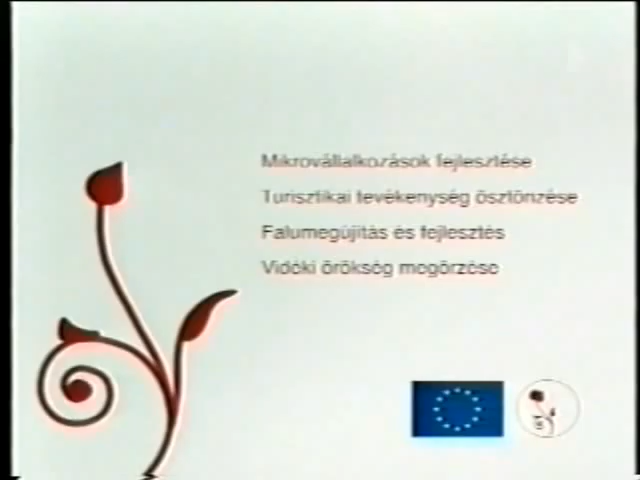 Mikrovállalkozások fejlesztése
Turisztikai tevékenység ösztönzése
Falumegújítás és fejlesztés
Vidéki örökség megőrzése